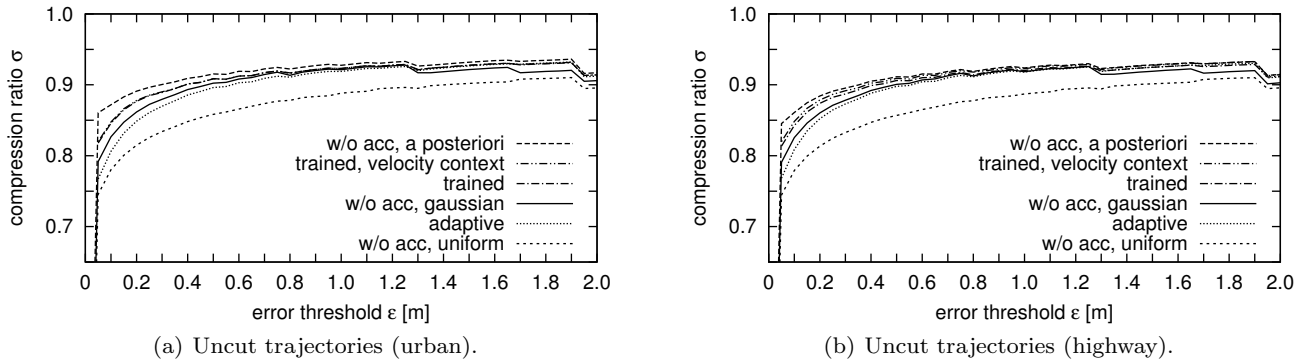 compression ratio σ
1.0
0.9
0.8
0.7
w/o acc, a posteriori
trained, velocity context
trained
w/o acc, gaussian
adaptive
w/o acc, uniform
0 0.2 0.4 0.6 0.8 1.0 1.2 1.4 1.6 1.8 2.0
error threshold ε [m]
(a) Uncut trajectories (urban).
compression ratio σ
1.0
0.9
0.8
0.7
w/o acc, a posteriori
trained, velocity context
trained
w/o acc, gaussian
adaptive
w/o acc, uniform
0 0.2 0.4 0.6 0.8 1.0 1.2 1.4 1.6 1.8 2.0
error threshold ε [m]
(b) Uncut trajectories (highway).